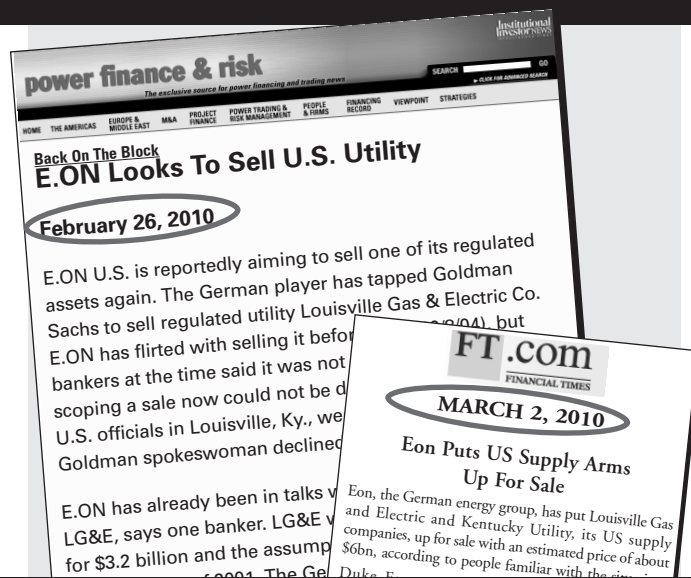 Institutional
Investor NEWS
power finance & risk
The exclusive source for power financing and trading news
SEARCH GO
CLICK FOR ADVANCED SEARCH
HOME THE AMERICAS EUROPE & MIDDLE EAST M&A PROJECT FINANCE POWER TRADING & RISK MANAGEMENT PEOPLE & FIRMS FINANCING RECORD VIEWPOINT STRATEGIES
Back On The Block
E.ON Looks To Sell U.S. Utility
February 26, 2010
E.ON U.S. is reportedly aiming to sell one of its regulated
assets again. The German player has tapped Goldman
Sachs to sell regulated utility Louisville Gas & Electric Co.
E.ON has flirted with selling it befor /04), but
bankers at the time said it was not
scoping a sale now could not be d
U.S. officials in Louisville, Ky., we
Goldman spokeswoman declined
E.ON has already been in talks w
LG&E, says one banker. LG&E w
for $3.2 billion and the assump
of 2001. The Ge
FT.com
FINANCIAL TIMES
MARCH 2, 2010
Eon Puts US Supply Arms
Up For Sale
Eon, the German energy group, has put Louisville Gas
and Electric and Kentucky Utility, its US supply
companies, up for sale with an estimated price of about
$6bn, according to people familiar with the
Duke